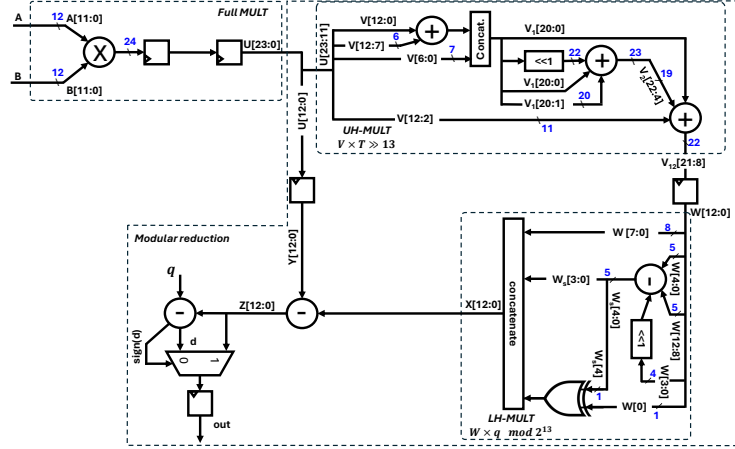 Full MULT
A
12
A[11:0]
X
24
U[23:0]
B
12
B[11:0]
U[23:11]
V[12:0]
V[12:7]
6
+
V[6:0]
7
Concat.
V₁[20:0]
<<1
22
+
23
V₁[20:0]
V₁[20:1]
20
V₂[22:4]
19
V[12:2]
11
+
22
UH-MULT
V × T ≫ 13
V₁₂[21:8]
U[12:0]
W[12:0]
Modular reduction
Y[12:0]
q
-
Z[12:0]
-
X[12:0]
sign(d)
d
0
1
out
concatenate
W [7:0]
8
5
W[4:0]
Wₛ[3:0]
5
-
Wₛ[4:0]
5
W[12:8]
<<1
4
W[3:0]
Wₛ[4]
1
W[0]
1
LH-MULT
W × q mod 2¹³